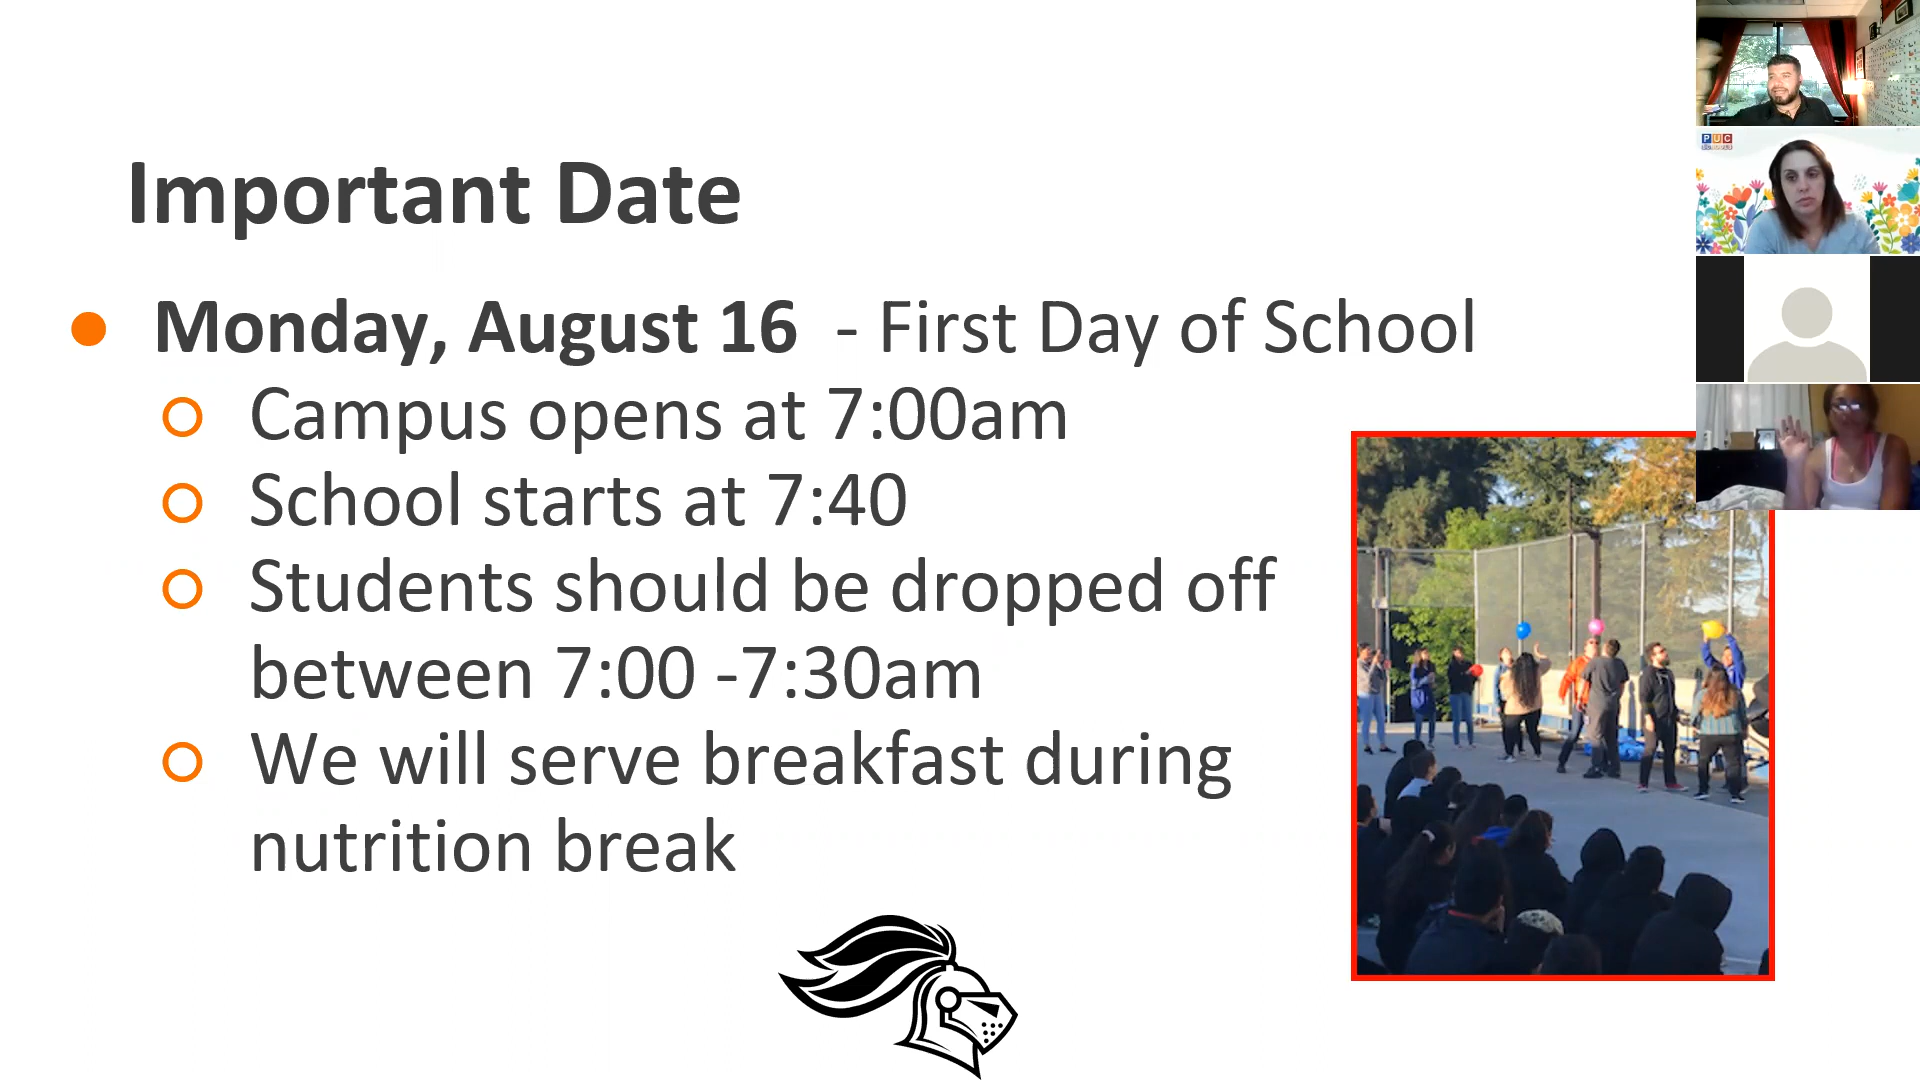 Important Date
Monday, August 16 - First Day of School
Campus opens at 7:00am
School starts at 7:40
Students should be dropped off
between 7:00 -7:30am
We will serve breakfast during
nutrition break
PUC